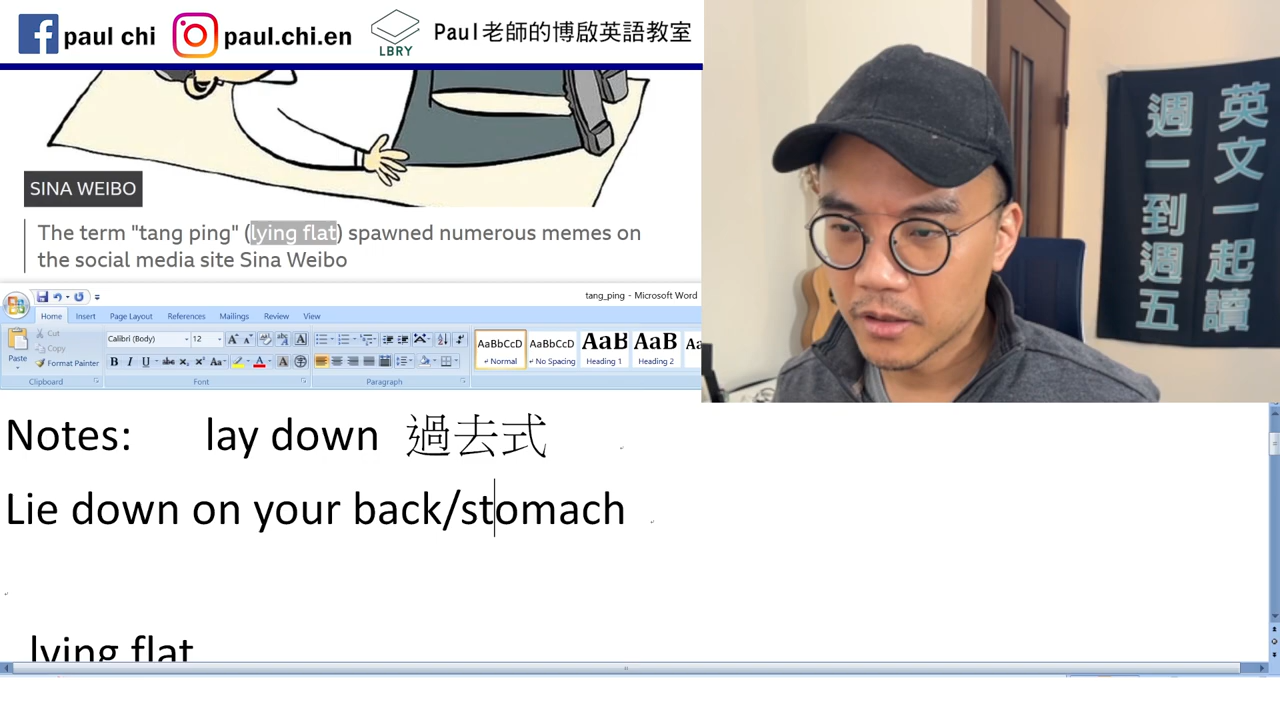 paul chi
paul.chi.en
LBRY
Paul老師的博啟英語教室
SINA WEIBO
The term "tang ping" (lying flat) spawned numerous memes on
the social media site Sina Weibo
tang_ping - Microsoft Word
Home Insert Page Layout References Mailings Review View
Paste
Cut
Copy
Format Painter
Clipboard
Calibri (Body) 12
Font
Paragraph
AaBbCcD AaBbCcD AaBb AaBb
Normal No Spacing Heading 1 Heading 2
Notes: lay down 過去式
Lie down on your back/stomach
lying flat
英文一起讀
週一到週五